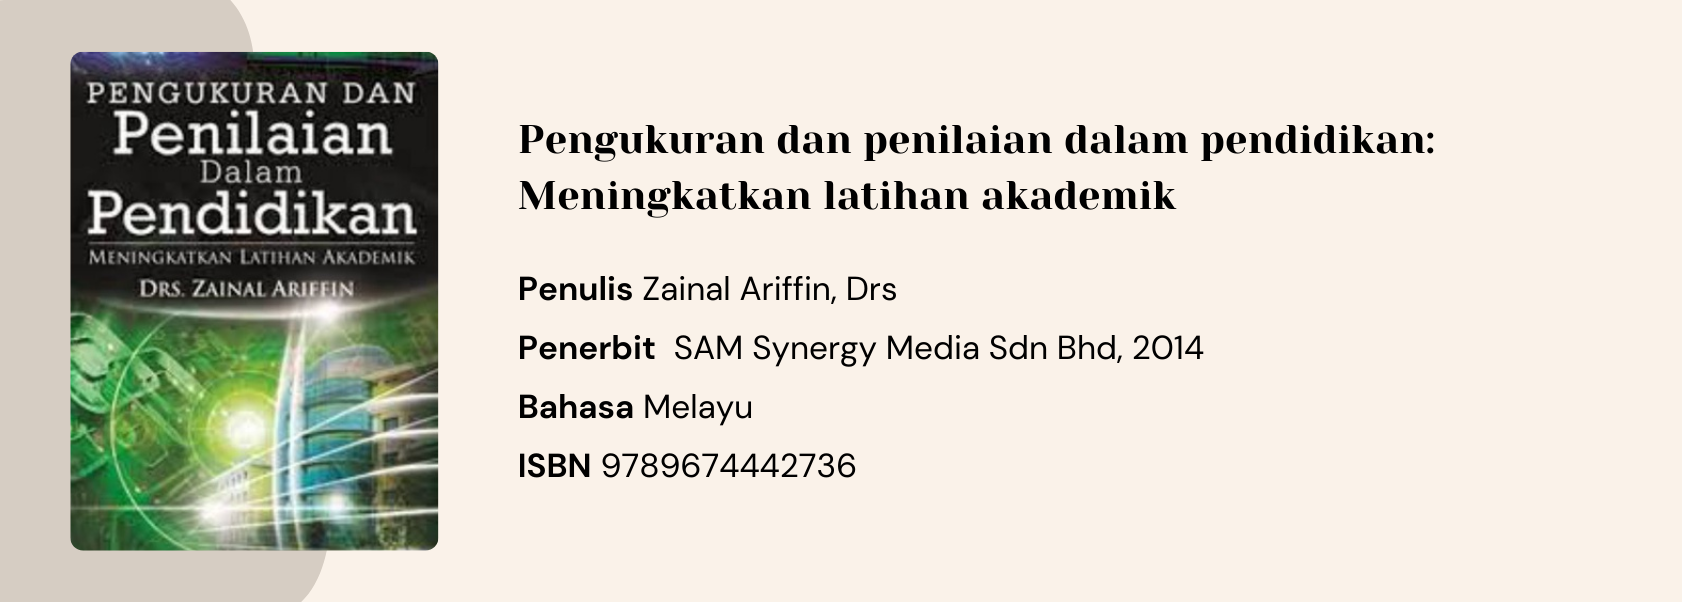 PENGUKURAN DAN
Penilaian
Dalam
Pendidikan
MENINGKATKAN LATIHAN AKADEMIK
DRS. ZAINAL ARIFFIN
Pengukuran dan penilaian dalam pendidikan:
Meningkatkan latihan akademik
Penulis Zainal Ariffin, Drs
Penerbit SAM Synergy Media Sdn Bhd, 2014
Bahasa Melayu
ISBN 9789674442736